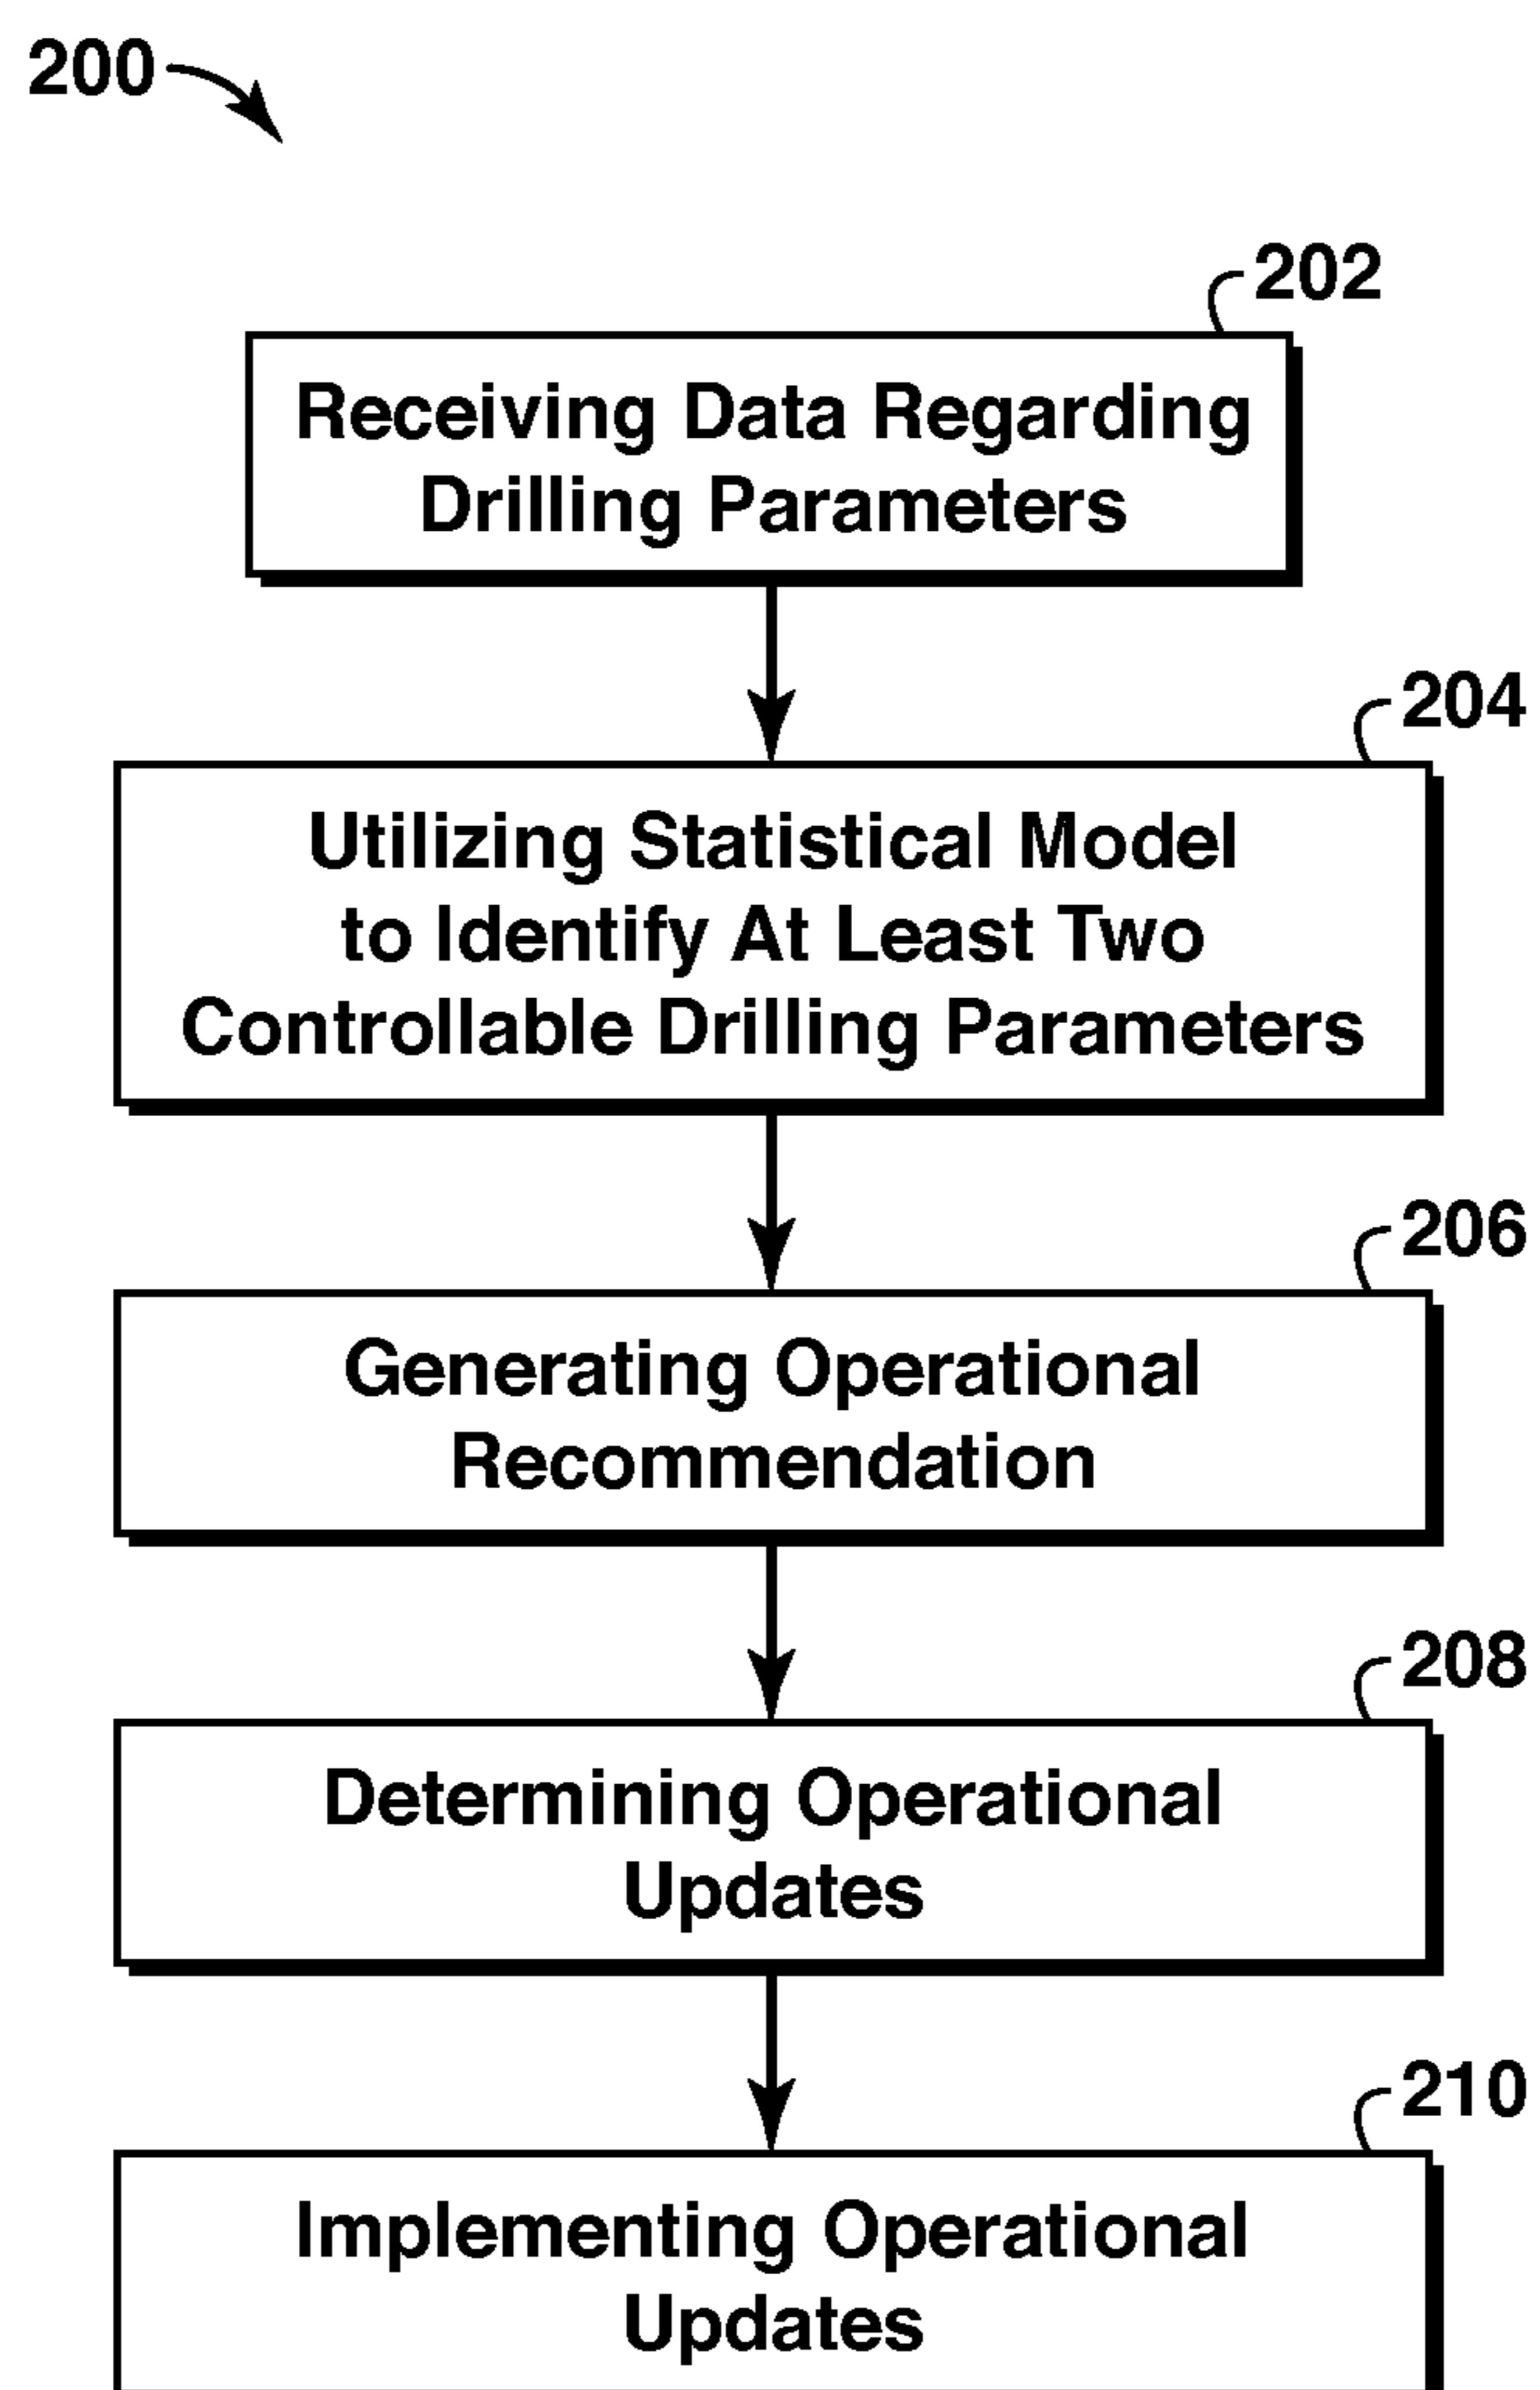 200
202
Receiving Data Regarding
Drilling Parameters
204
Utilizing Statistical Model
to Identify At Least Two
Controllable Drilling Parameters
206
Generating Operational
Recommendation
208
Determining Operational
Updates
210
Implementing Operational
Updates